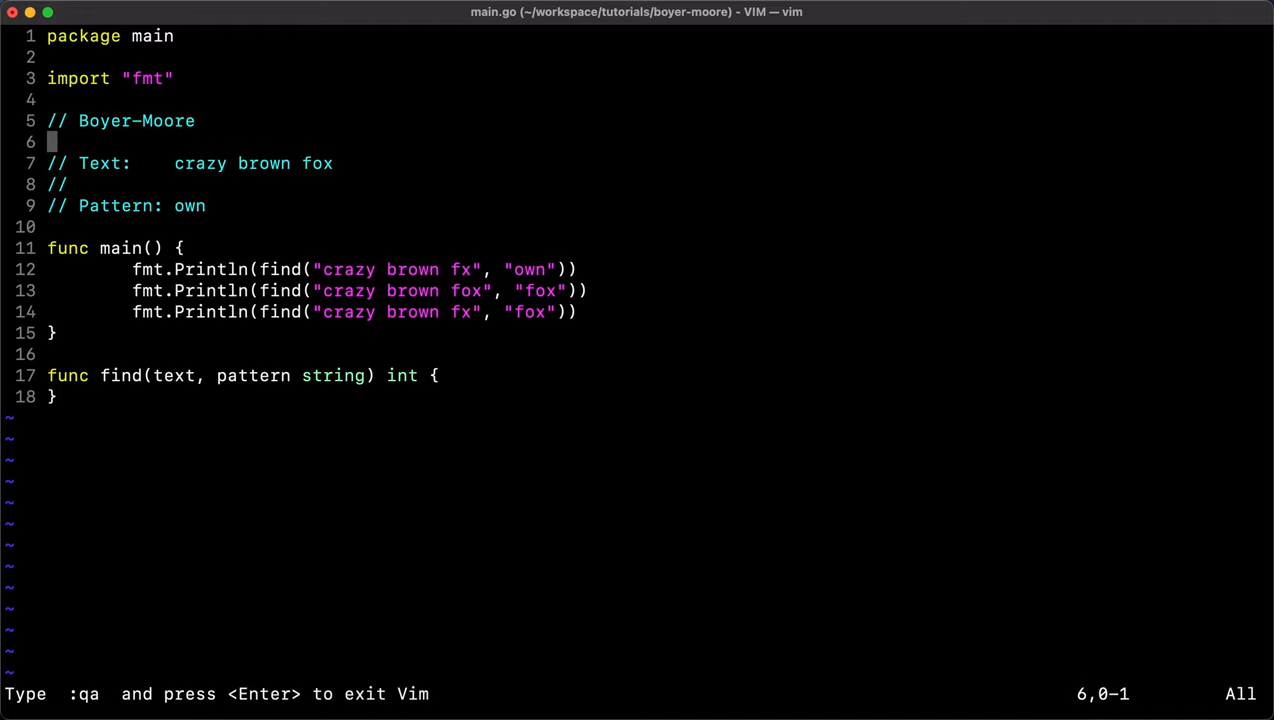 main.go (~/workspace/tutorials/boyer-moore) - VIM — vim
1 package main
2
3 import "fmt"
4
5 // Boyer-Moore
6
7 // Text:    crazy brown fox
8 //
9 // Pattern: own
10
11 func main() {
12         fmt.Println(find("crazy brown fx", "own"))
13         fmt.Println(find("crazy brown fox", "fox"))
14         fmt.Println(find("crazy brown fx", "fox"))
15 }
16
17 func find(text, pattern string) int {
18 }
~
~
~
~
~
~
~
~
~
~
~
~
~
Type  :qa  and press <Enter> to exit Vim 6,0-1 All